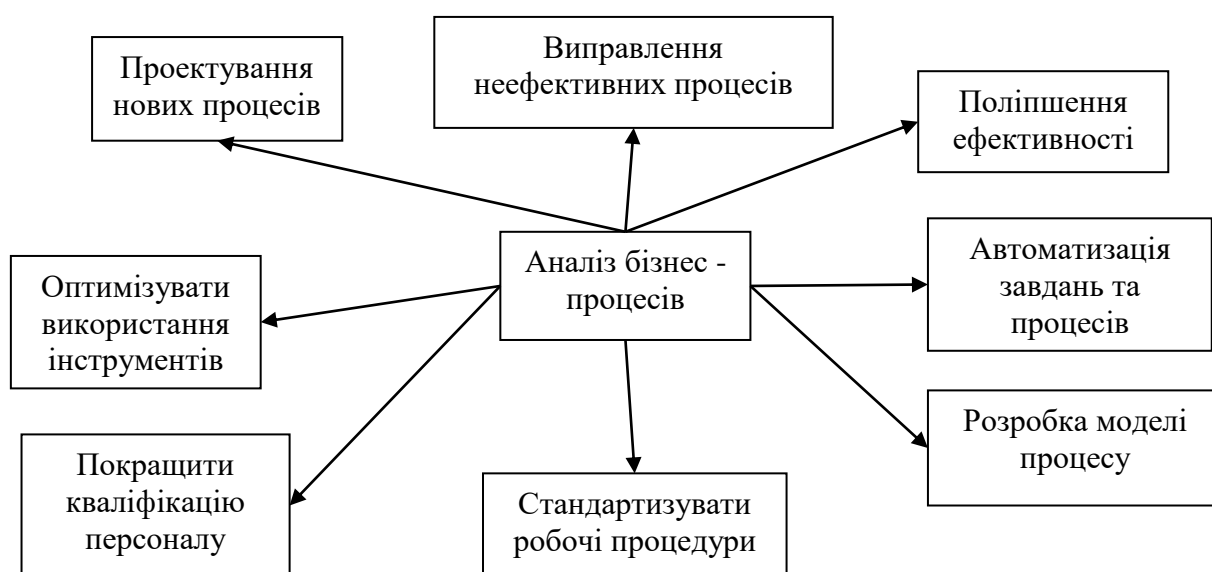 Проектування
нових процесів
Виправлення
неефективних процесів
Поліпшення
ефективності
Аналіз бізнес -
процесів
Автоматизація
завдань та
процесів
Оптимізувати
використання
інструментів
Розробка моделі
процесу
Покращити
кваліфікацію
персоналу
Стандартизувати
робочі процедури